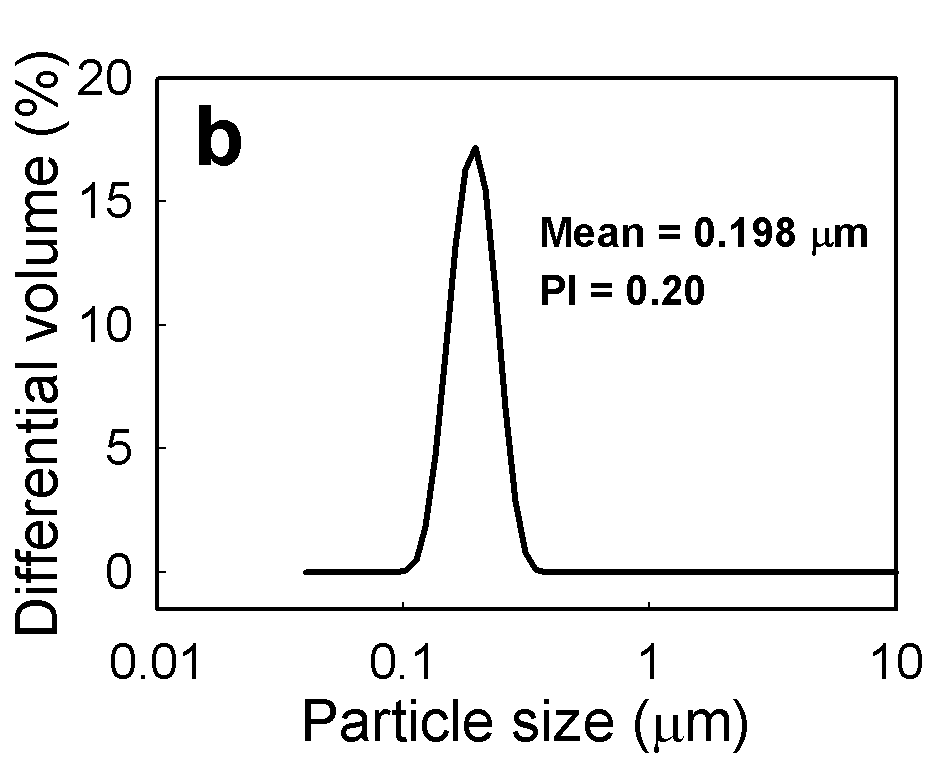 Differential volume (%)
20
15
10
5
0
b
Mean = 0.198 μm
PI = 0.20
0.01 0.1 1 10
Particle size (μm)